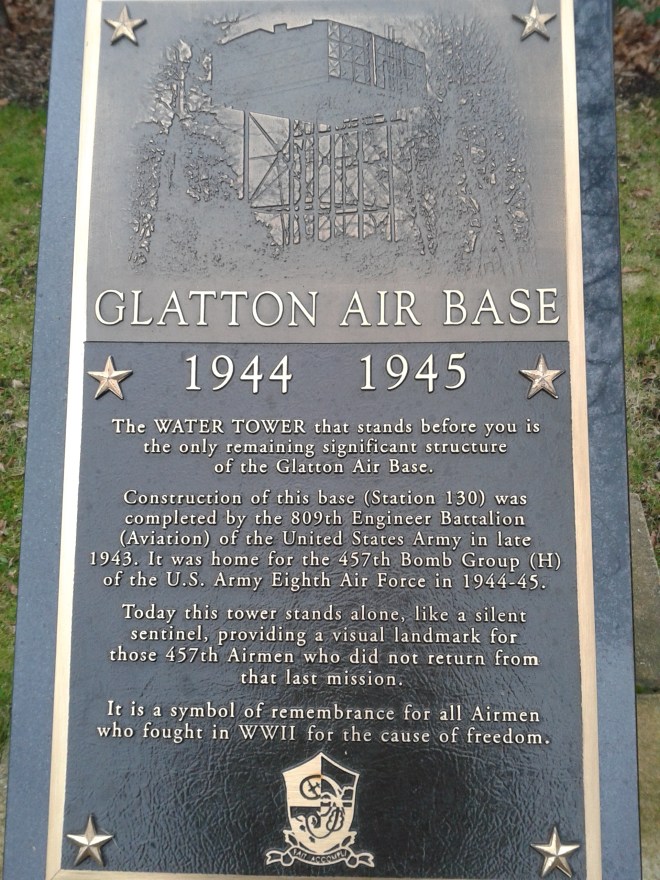 GLATTON AIR BASE
1944 1945
The WATER TOWER that stands before you is
the only remaining significant structure
of the Glatton Air Base.
Construction of this base (Station 130) was
completed by the 809th Engineer Battalion
(Aviation) of the United States Army in late
1943. It was home for the 457th Bomb Group (H)
of the U.S. Army Eighth Air Force in 1944-45.
Today this tower stands alone, like a silent
sentinel, providing a visual landmark for
those 457th Airmen who did not return from
that last mission.
It is a symbol of remembrance for all Airmen
who fought in WWII for the cause of freedom.